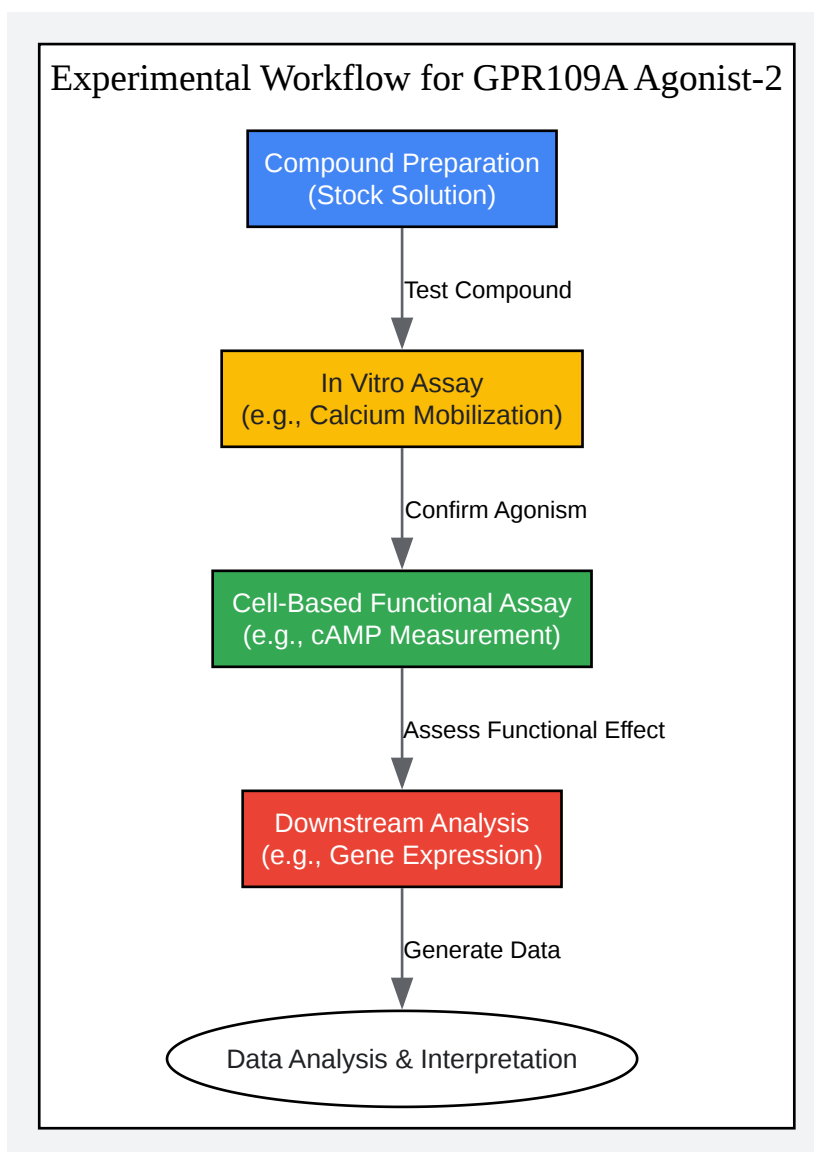 Experimental Workflow for GPR109A Agonist-2
Compound Preparation
(Stock Solution)
Test Compound
In Vitro Assay
(e.g., Calcium Mobilization)
Confirm Agonism
Cell-Based Functional Assay
(e.g., cAMP Measurement)
Assess Functional Effect
Downstream Analysis
(e.g., Gene Expression)
Generate Data
Data Analysis & Interpretation